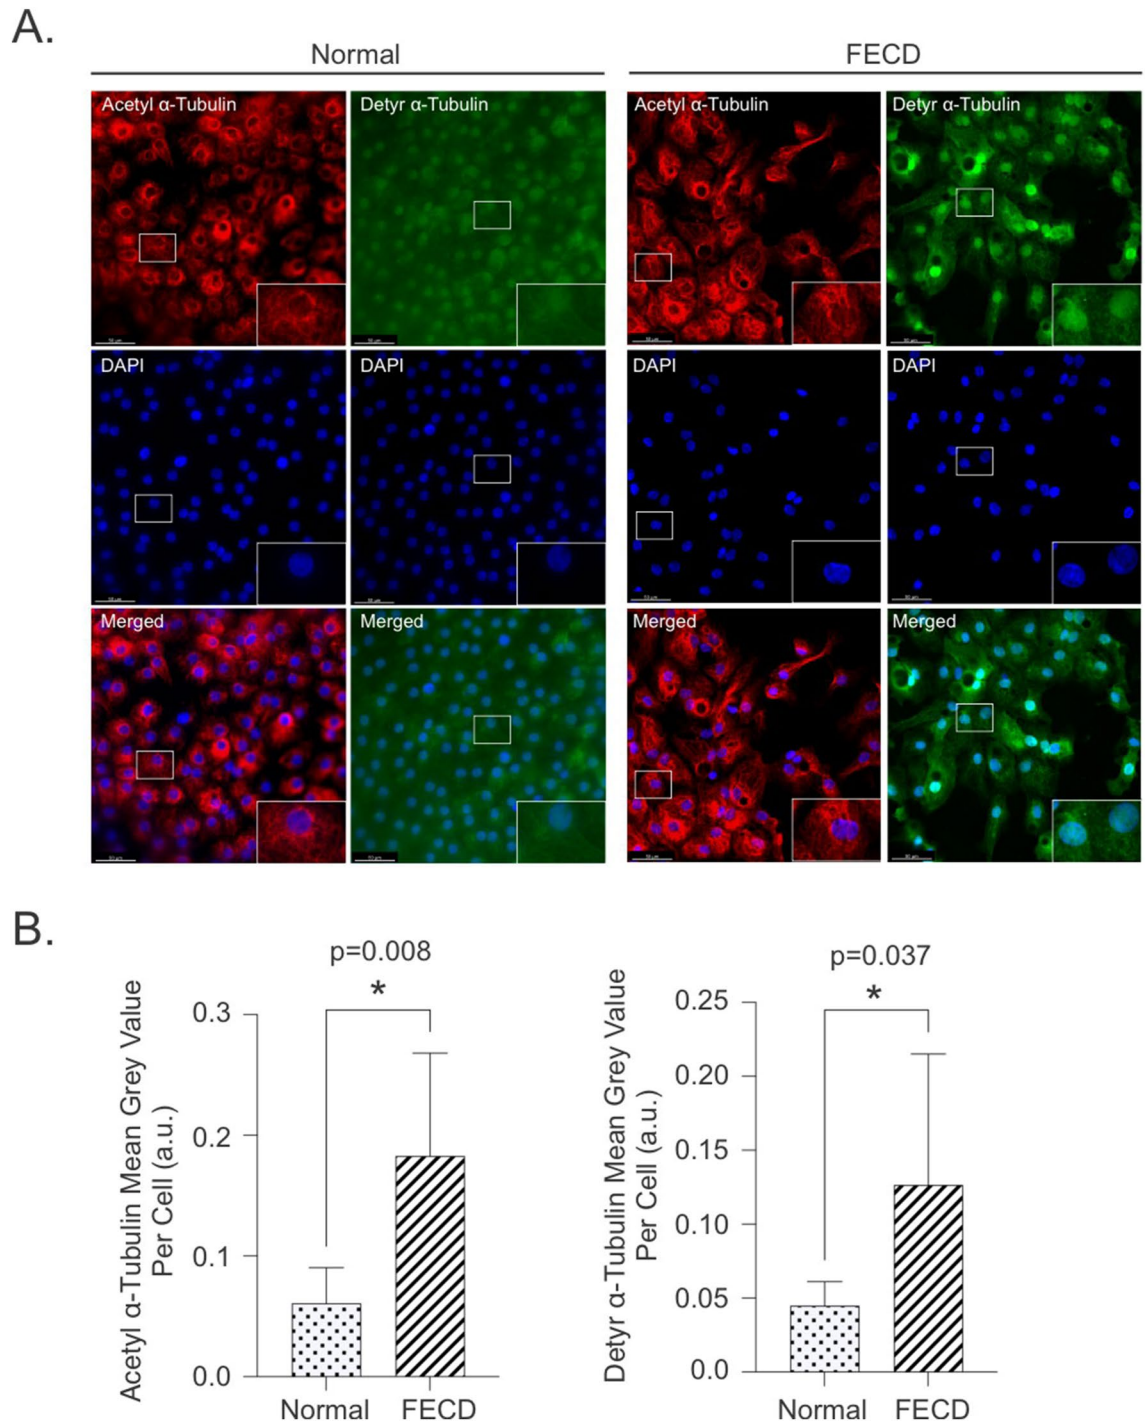 A.
Normal FECD
Acetyl α-Tubulin Detyr α-Tubulin Acetyl α-Tubulin Detyr α-Tubulin
DAPI DAPI DAPI DAPI
Merged Merged Merged Merged
B.
p=0.008
*
Acetyl α-Tubulin Mean Grey Value
Per Cell (a.u.)
0.3
0.2
0.1
0.0
Normal FECD
p=0.037
*
Detyr α-Tubulin Mean Grey Value
Per Cell (a.u.)
0.25
0.20
0.15
0.10
0.05
0.0
Normal FECD